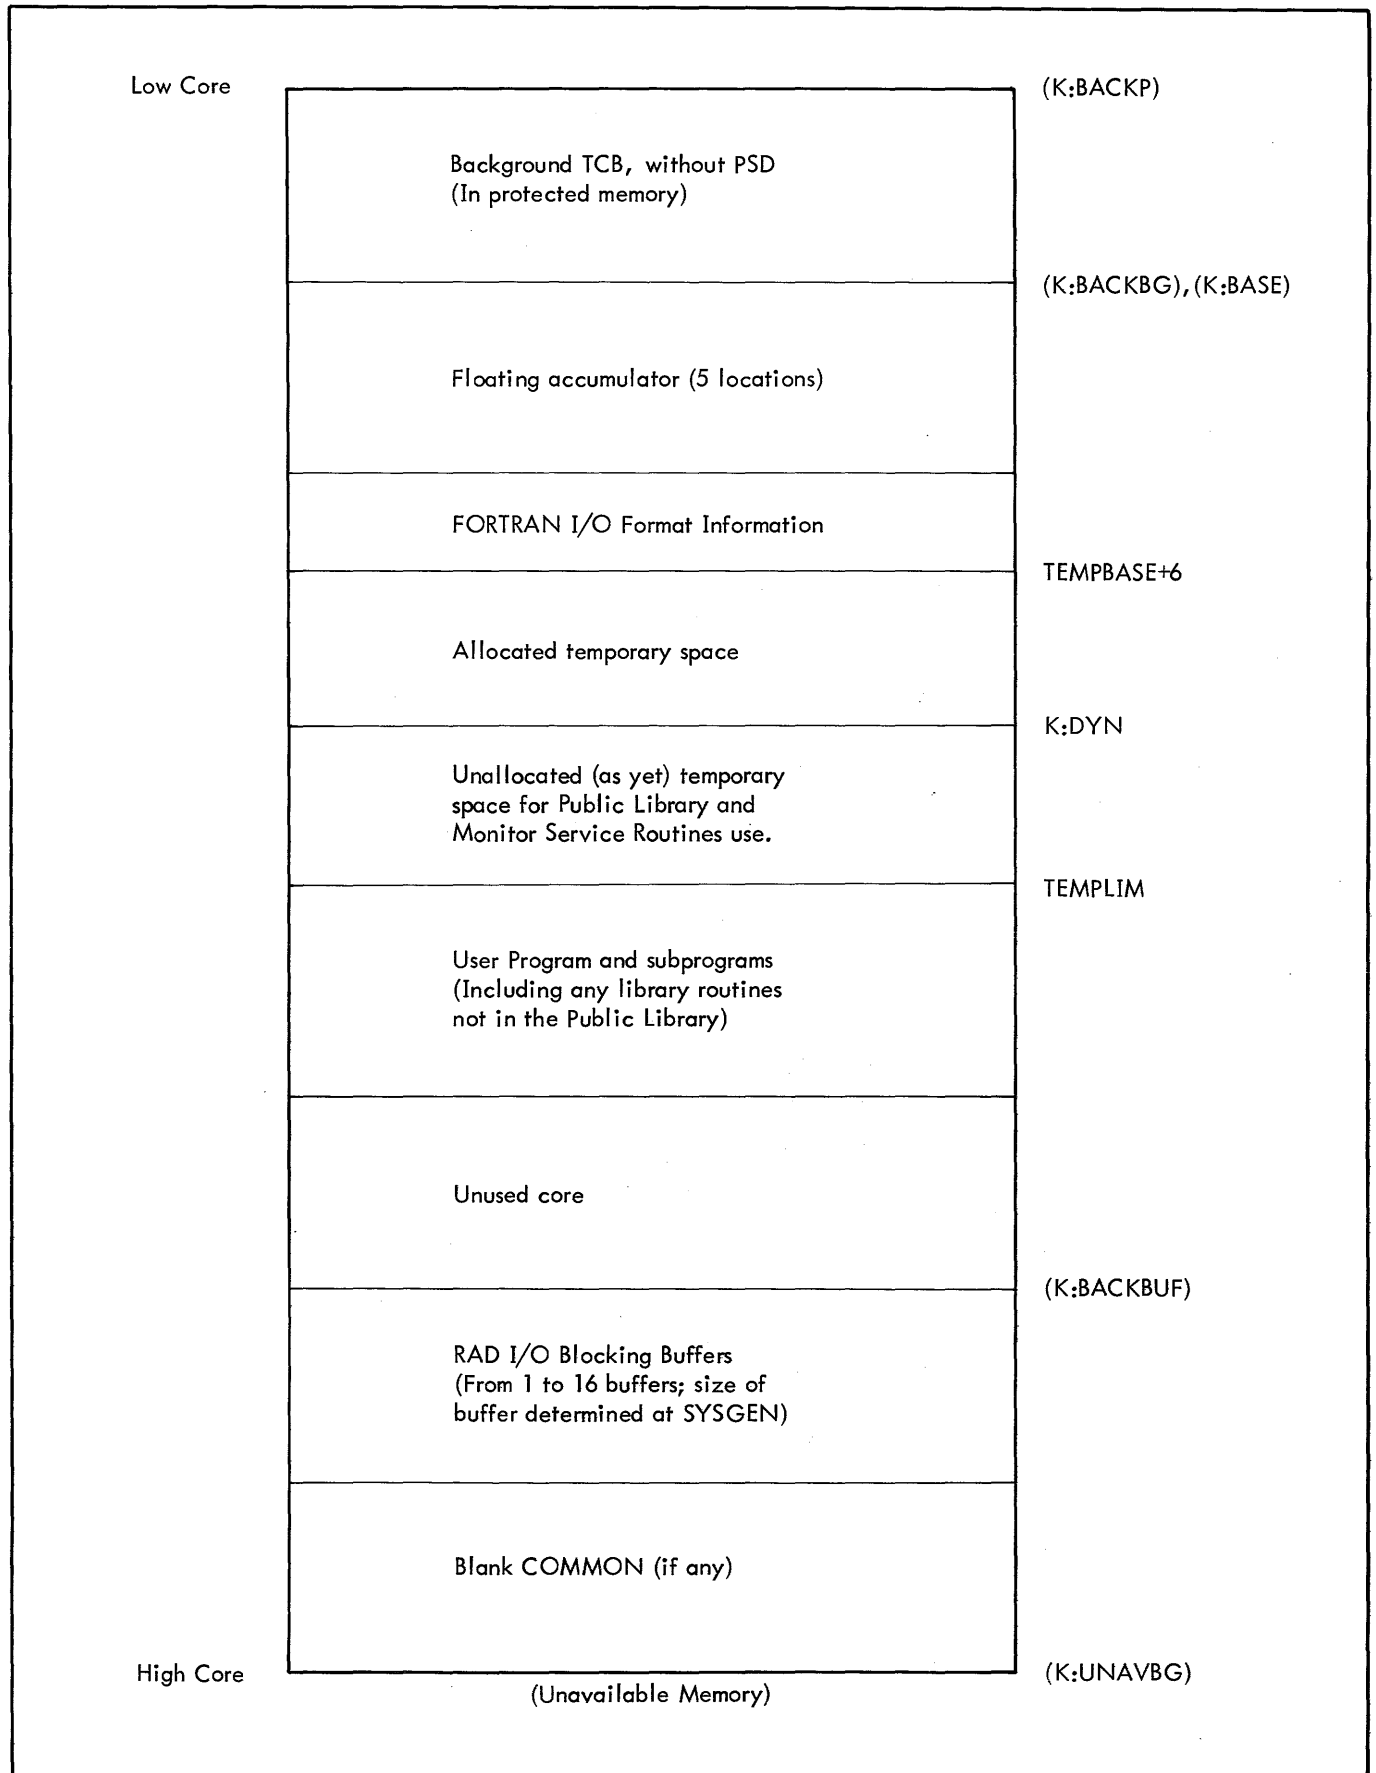 Low Core
(K:BACKP)
Background TCB, without PSD
(In protected memory)
(K:BACKBG), (K:BASE)
Floating accumulator (5 locations)
FORTRAN I/O Format Information
TEMPBASE+6
Allocated temporary space
K:DYN
Unallocated (as yet) temporary
space for Public Library and
Monitor Service Routines use.
TEMPLIM
User Program and subprograms
(Including any library routines
not in the Public Library)
Unused core
(K:BACKBUF)
RAD I/O Blocking Buffers
(From 1 to 16 buffers; size of
buffer determined at SYSGEN)
Blank COMMON (if any)
High Core
(K:UNAVBG)
(Unavailable Memory)